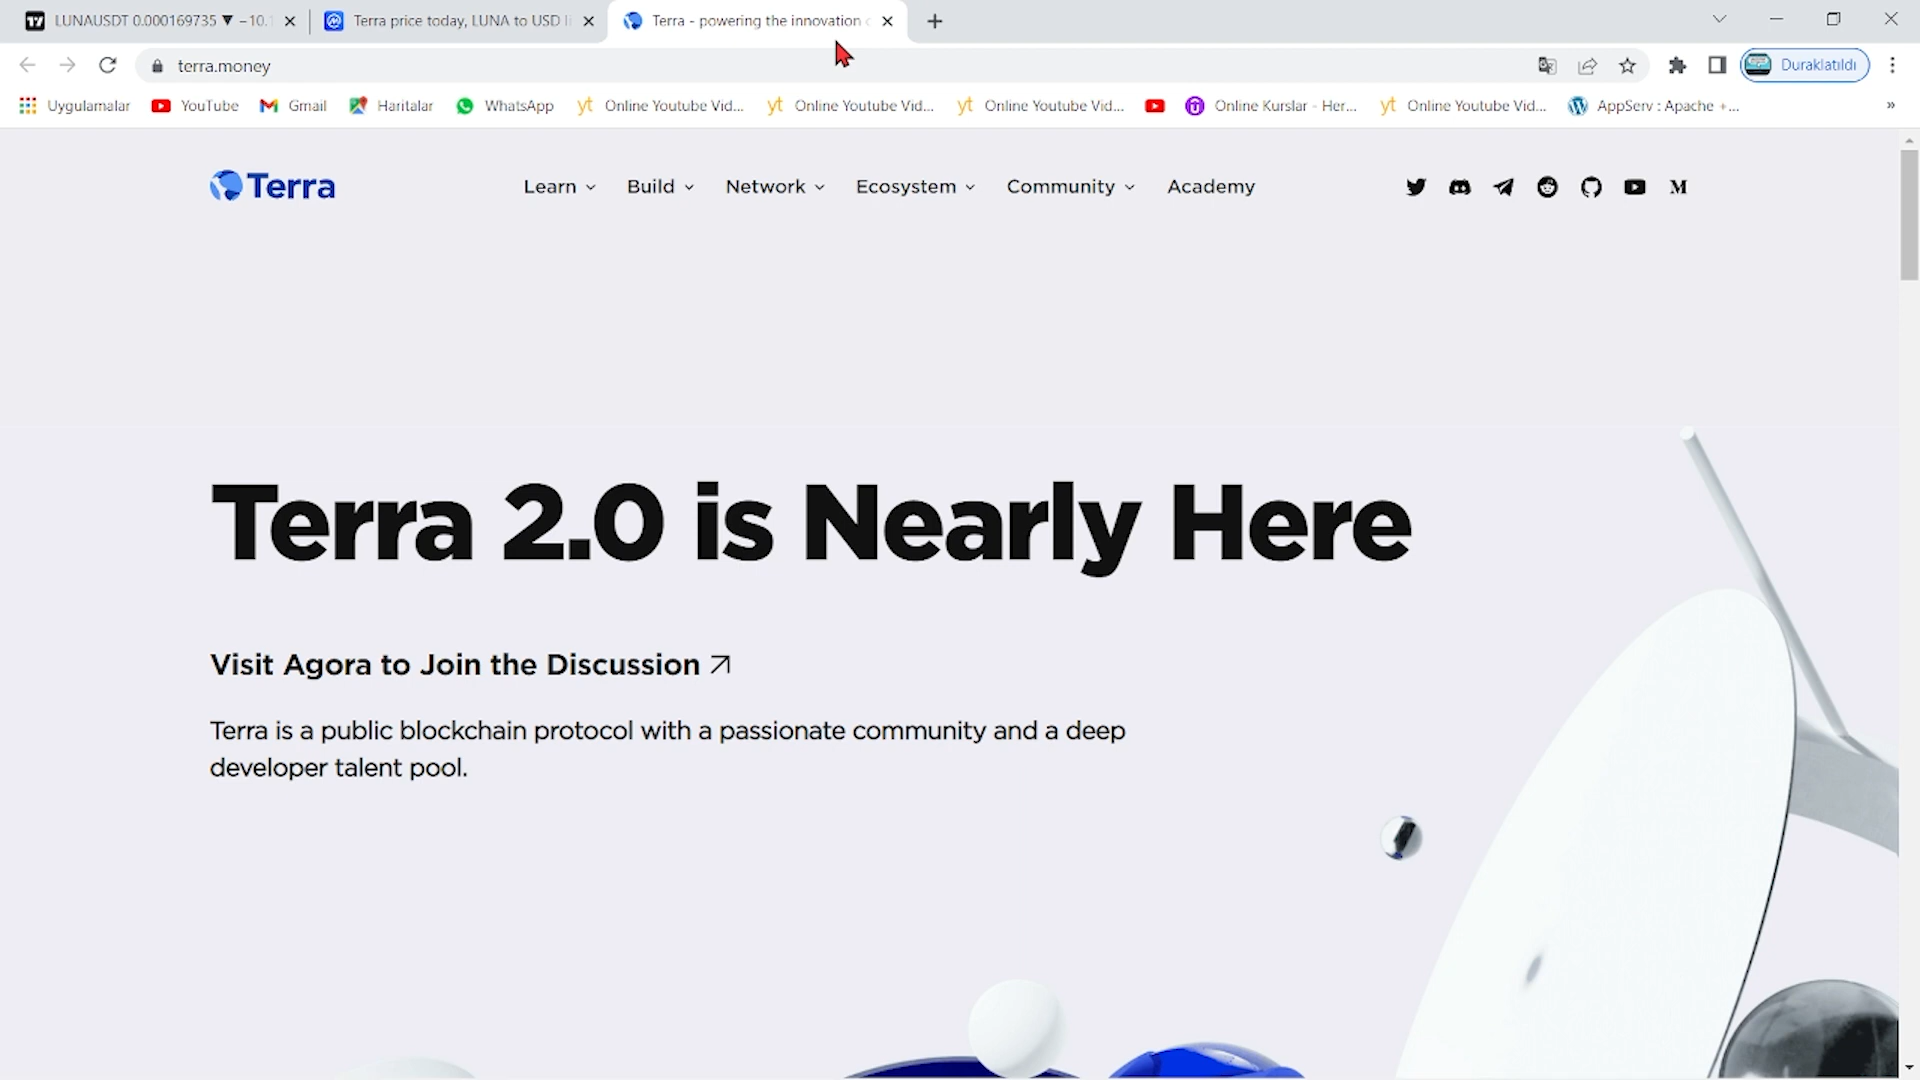 LUNAUSDT 0.000169735 ▼ −10.
Terra price today, LUNA to USD li
Terra - powering the innovation
terra.money
Duraklatıldı
Uygulamalar
YouTube
Gmail
Haritalar
WhatsApp
Online Youtube Vid...
Online Youtube Vid...
Online Youtube Vid...
Online Kurslar - Her...
Online Youtube Vid...
AppServ : Apache +...
»
Terra
Learn
Build
Network
Ecosystem
Community
Academy
Terra 2.0 is Nearly Here
Visit Agora to Join the Discussion
Terra is a public blockchain protocol with a passionate community and a deep
developer talent pool.